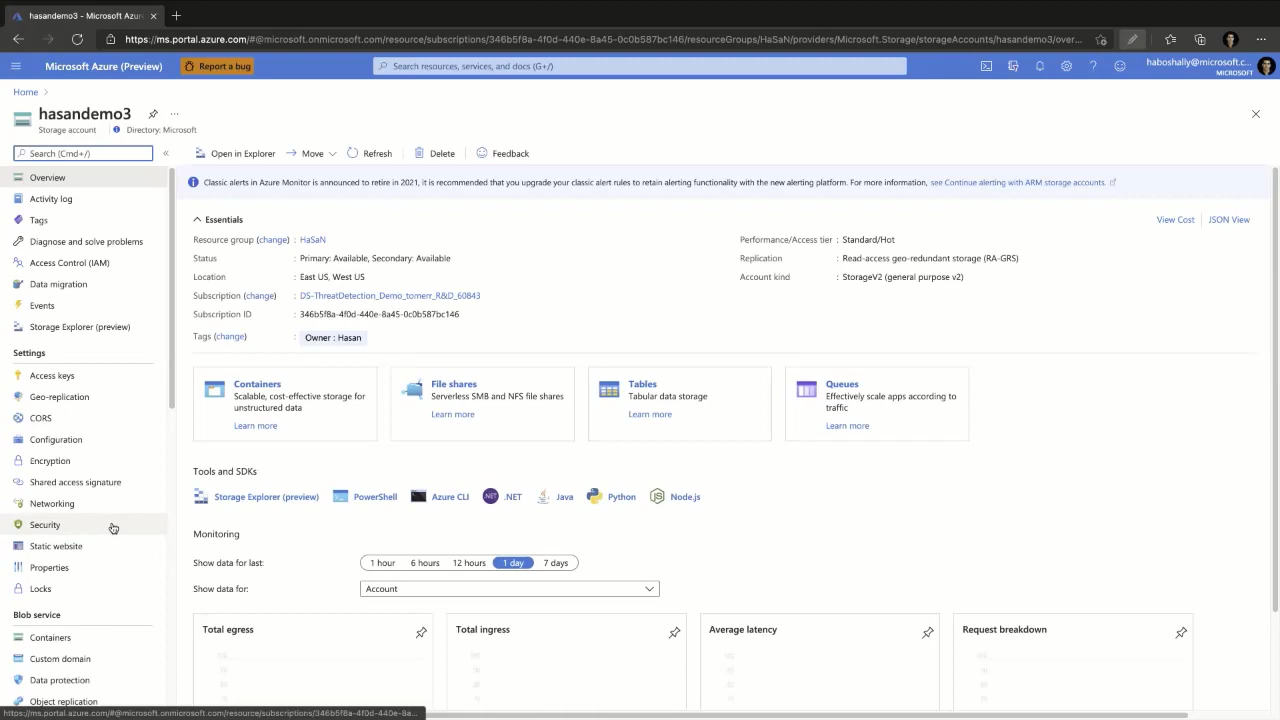 hasandemo3 - Microsoft Azure
https://ms.portal.azure.com/#@microsoft.onmicrosoft.com/resource/subscriptions/346b5f8a-4f0d-440e-8a45-0c0b587bc146/resourceGroups/HaSaN/providers/Microsoft.Storage/storageAccounts/hasandemo3/over...
Microsoft Azure (Preview)
Report a bug
Search resources, services, and docs (G+/)
haboshally@microsoft.c...
MICROSOFT
Home
hasandemo3
Storage account
Directory: Microsoft
Search (Cmd+/)
Open in Explorer
Move
Refresh
Delete
Feedback
Overview
Activity log
Tags
Diagnose and solve problems
Access Control (IAM)
Data migration
Events
Storage Explorer (preview)
Settings
Access keys
Geo-replication
CORS
Configuration
Encryption
Shared access signature
Networking
Security
Static website
Properties
Locks
Blob service
Containers
Custom domain
Data protection
Object replication
Classic alerts in Azure Monitor is announced to retire in 2021, it is recommended that you upgrade your classic alert rules to retain alerting functionality with the new alerting platform. For more information, see Continue alerting with ARM storage accounts.
Essentials
View Cost
JSON View
Resource group (change) : HaSaN
Status : Primary: Available, Secondary: Available
Location : East US, West US
Subscription (change) : DS-ThreatDetection_Demo_tomerr_R&D_60843
Subscription ID : 346b5f8a-4f0d-440e-8a45-0c0b587bc146
Tags (change) : Owner : Hasan
Performance/Access tier : Standard/Hot
Replication : Read-access geo-redundant storage (RA-GRS)
Account kind : StorageV2 (general purpose v2)
Containers
Scalable, cost-effective storage for
unstructured data
Learn more
File shares
Serverless SMB and NFS file shares
Learn more
Tables
Tabular data storage
Learn more
Queues
Effectively scale apps according to
traffic
Learn more
Tools and SDKs
Storage Explorer (preview)
PowerShell
Azure CLI
.NET
Java
Python
Node.js
Monitoring
Show data for last:
1 hour
6 hours
12 hours
1 day
7 days
Show data for:
Account
Total egress
Total ingress
Average latency
Request breakdown
https://ms.portal.azure.com/#@microsoft.onmicrosoft.com/resource/subscriptions/346b5f8a-4f0d-440e-8a...